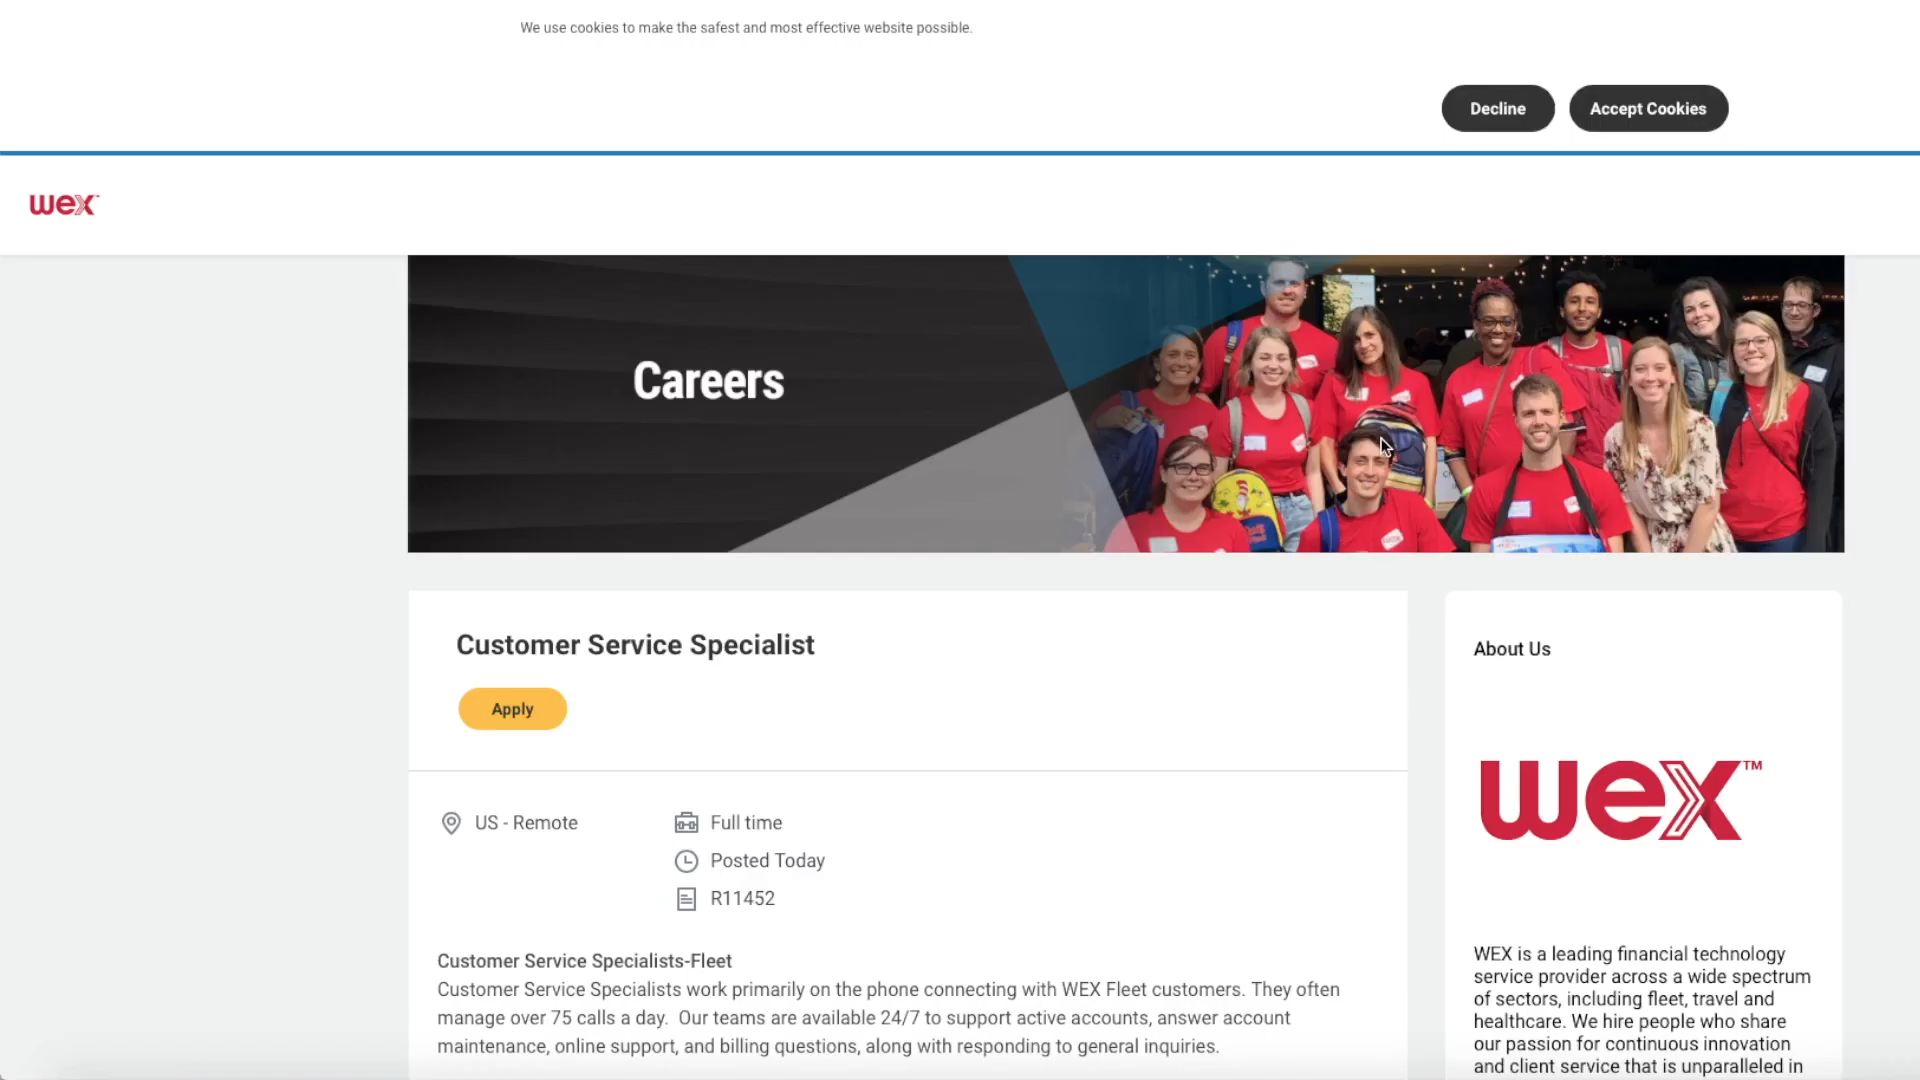 We use cookies to make the safest and most effective website possible.
Decline
Accept Cookies
wex
Careers
Customer Service Specialist
Apply
US - Remote
Full time
Posted Today
R11452
Customer Service Specialists-Fleet
Customer Service Specialists work primarily on the phone connecting with WEX Fleet customers. They often
manage over 75 calls a day.  Our teams are available 24/7 to support active accounts, answer account
maintenance, online support, and billing questions, along with responding to general inquiries.
About Us
wex™
WEX is a leading financial technology
service provider across a wide spectrum
of sectors, including fleet, travel and
healthcare. We hire people who share
our passion for continuous innovation
and client service that is unparalleled in